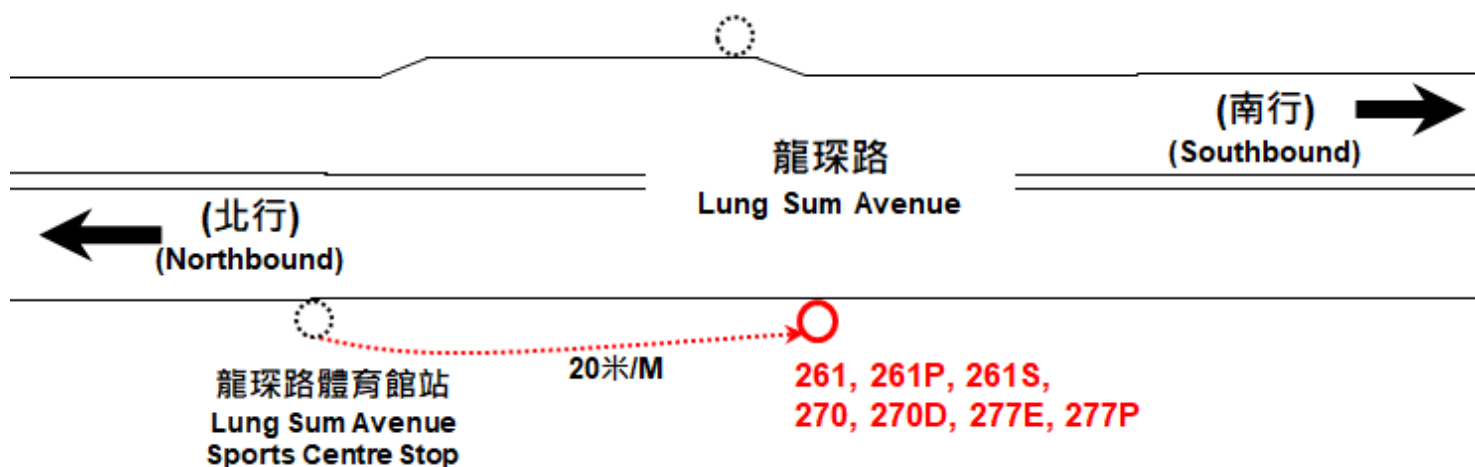 (南行)
(Southbound)
龍琛路
Lung Sum Avenue
(北行)
(Northbound)
20米/M
龍琛路體育館站
Lung Sum Avenue
Sports Centre Stop
261, 261P, 261S,
270, 270D, 277E, 277P